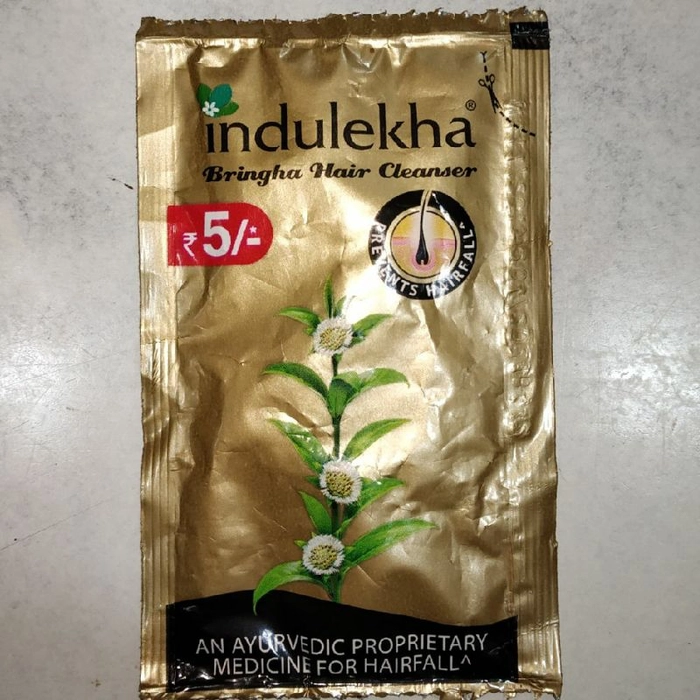 indulekha®
Bringha Hair Cleanser
₹5/-*
PREVENTS HAIRFALL^
AN AYURVEDIC PROPRIETARY
MEDICINE FOR HAIRFALL^